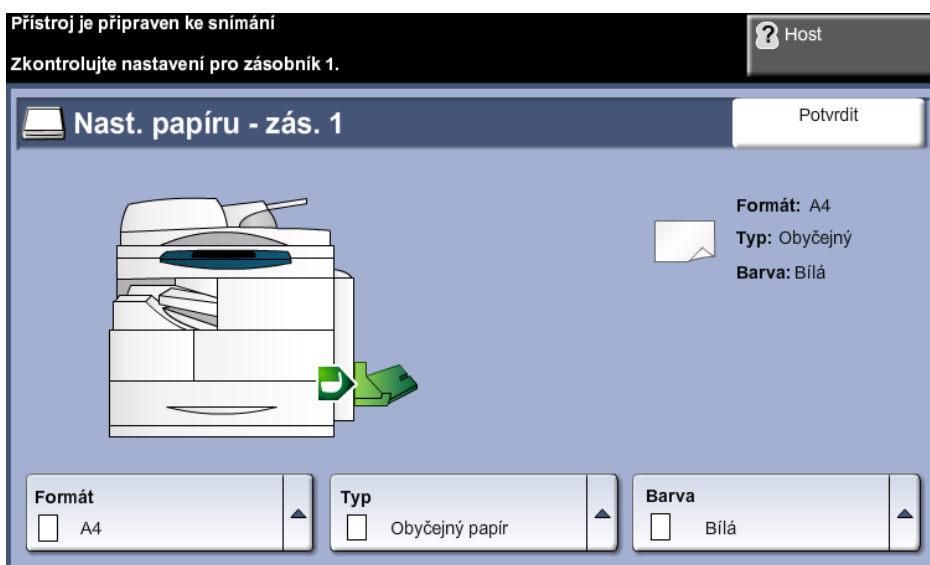 Přístroj je připraven ke snímání
Host
Zkontrolujte nastavení pro zásobník 1.
Nast. papíru - zás. 1
Potvrdit
Formát: A4
Typ: Obyčejný
Barva: Bílá
Formát
A4
Typ
Obyčejný papír
Barva
Bílá